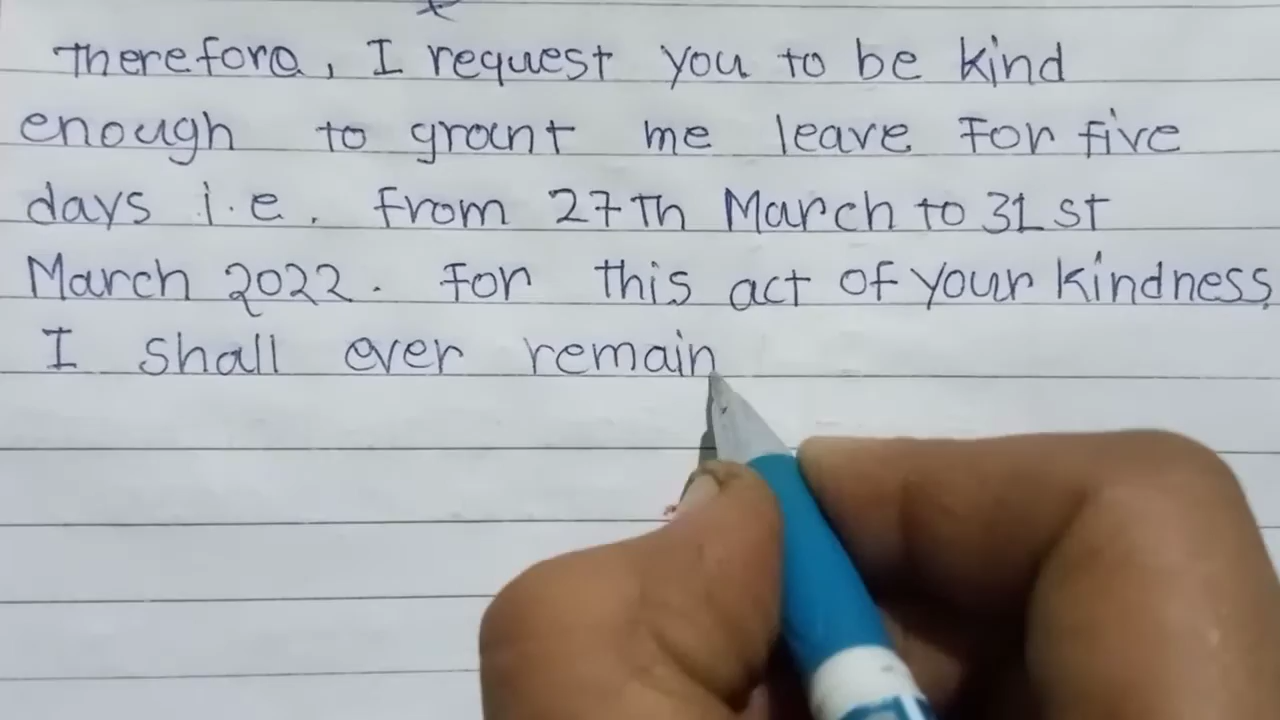 Therefore, I request you to be kind
enough to grant me leave For five
days i.e. from 27Th March to 31st
March 2022. For this act of your kindness,
I shall ever remain